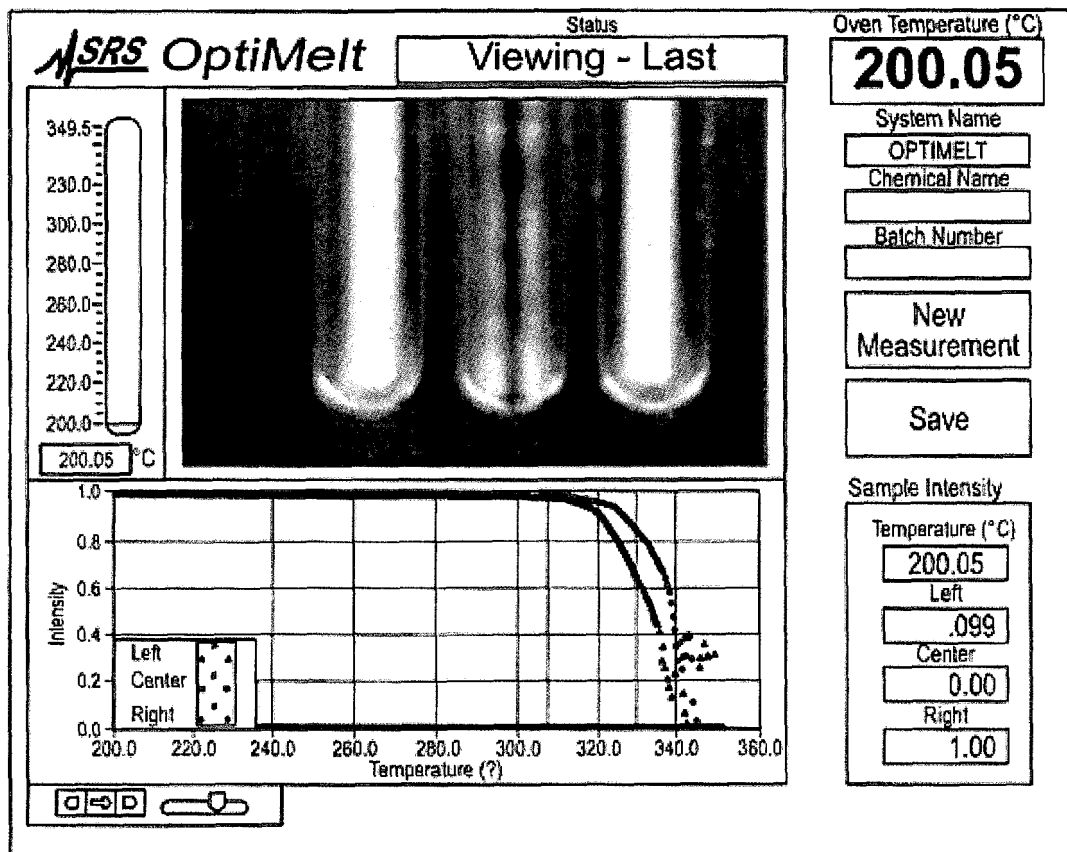 SRS OptiMelt
Status
Viewing - Last
Oven Temperature (°C)
200.05
System Name
OPTIMELT
Chemical Name
Batch Number
New
Measurement
Save
349.5
230.0
300.0
280.0
260.0
240.0
220.0
200.0
200.05 °C
1.0
0.8
0.6
0.4
0.2
0.0
Intensity
Left
Center
Right
200.0 220.0 240.0 260.0 280.0 300.0 320.0 340.0 360.0
Temperature (?)
Sample Intensity
Temperature (°C)
200.05
Left
.099
Center
0.00
Right
1.00